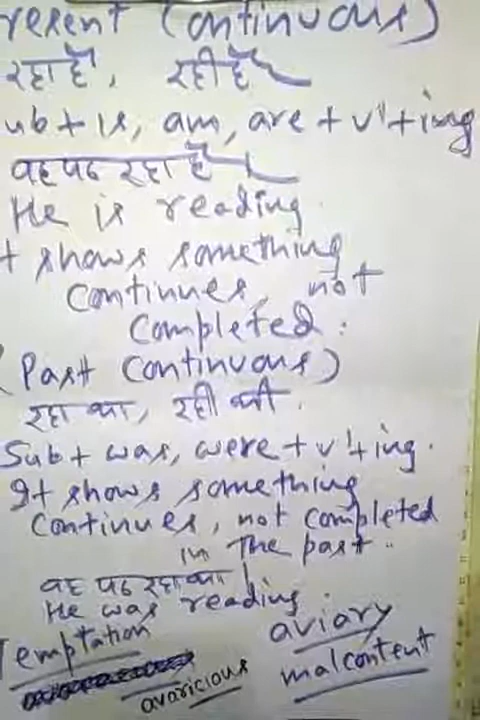 resent Continuous)
रहा है, रही है
ub + is, am, are + v¹ + ing
वह पढ रहा है।
He is reading.
t shows something
continues, not
completed.
(Past Continuous)
रहा था, रही थी.
Sub + was, were + v¹ + ing.
It shows something
continues, not completed
in the past.
वह पढ रहा था।
He was reading.
Temptation
aviary
avaricious
malcontent